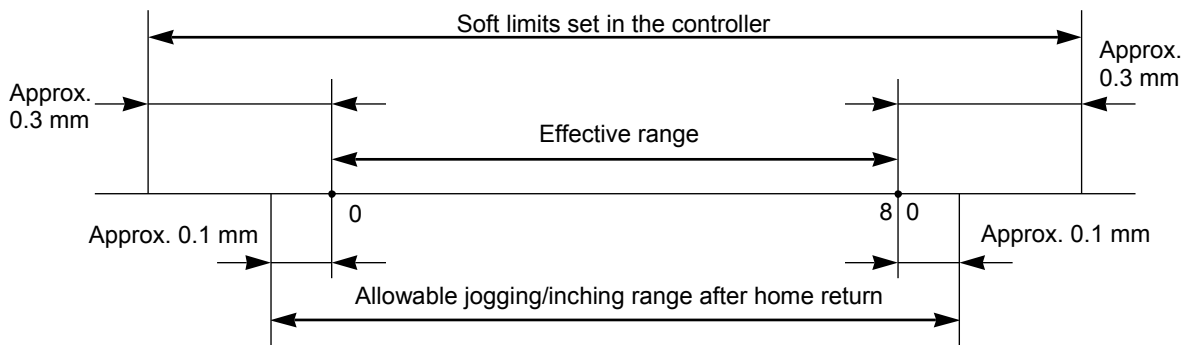 Soft limits set in the controller
Approx.
0.3 mm
Approx.
0.3 mm
Effective range
0
8 0
Approx. 0.1 mm
Approx. 0.1 mm
Allowable jogging/inching range after home return